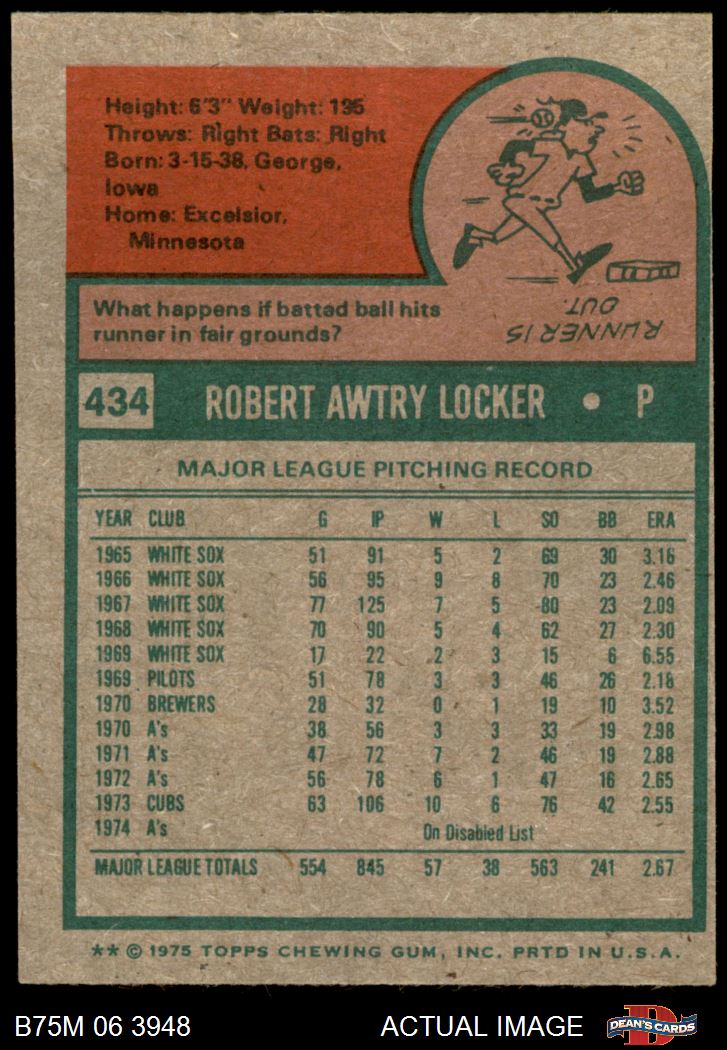 Height: 6'3" Weight: 195
Throws: Right Bats: Right
Born: 3-15-38, George,
Iowa
Home: Excelsior,
Minnesota
What happens if batted ball hits
runner in fair grounds?
RUNNER IS
OUT.
434 ROBERT AWTRY LOCKER • P
MAJOR LEAGUE PITCHING RECORD
YEAR CLUB G IP W L SO BB ERA
1965 WHITE SOX 51 91 5 2 69 30 3.16
1966 WHITE SOX 56 95 9 8 70 23 2.46
1967 WHITE SOX 77 125 7 5 80 23 2.09
1968 WHITE SOX 70 90 5 4 62 27 2.30
1969 WHITE SOX 17 22 2 3 15 6 6.55
1969 PILOTS 51 78 3 3 46 26 2.18
1970 BREWERS 28 32 0 1 19 10 3.52
1970 A's 38 56 3 3 33 19 2.98
1971 A's 47 72 7 2 46 19 2.88
1972 A's 56 78 6 1 47 16 2.65
1973 CUBS 63 106 10 6 76 42 2.55
1974 A's On Disabled List
MAJOR LEAGUE TOTALS 554 845 57 38 563 241 2.67
** © 1975 TOPPS CHEWING GUM, INC. PRTD IN U.S.A.
B75M 06 3948 ACTUAL IMAGE DEAN'S CARDS